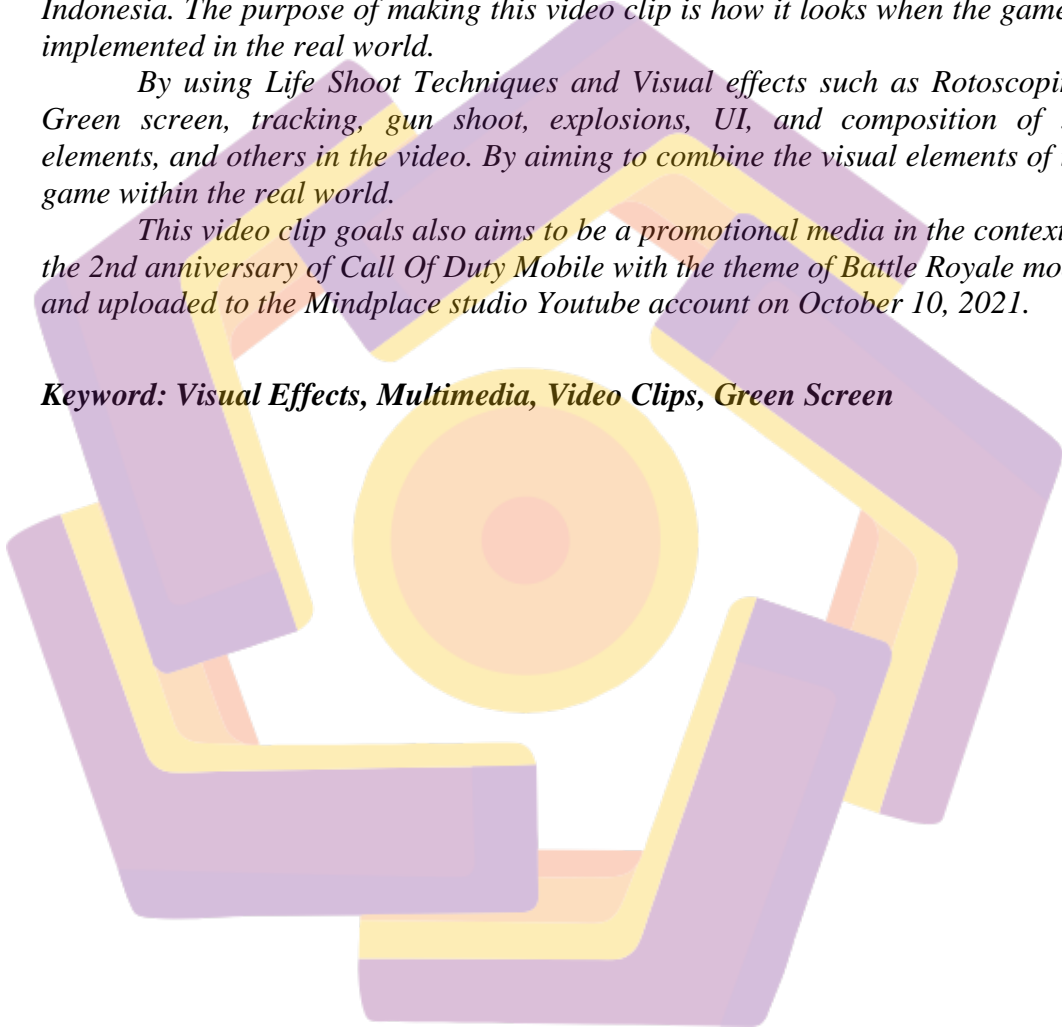 Indonesia. The purpose of making this video clip is how it looks when the game
implemented in the real world.
By using Life Shoot Techniques and Visual effects such as
Green screen, tracking, gun shoot, explosions, UI, and composition of
elements, and others in the video. By aiming to combine the visual elements of
game within the real world.
This video clip goals also aims to be a promotional media in the context
the 2nd anniversary of Call Of Duty Mobile with the theme of Battle Royale
and uploaded to the Mindplace studio Youtube account on October 10, 2021.
Keyword: Visual Effects, Multimedia, Video Clips, Green Screen